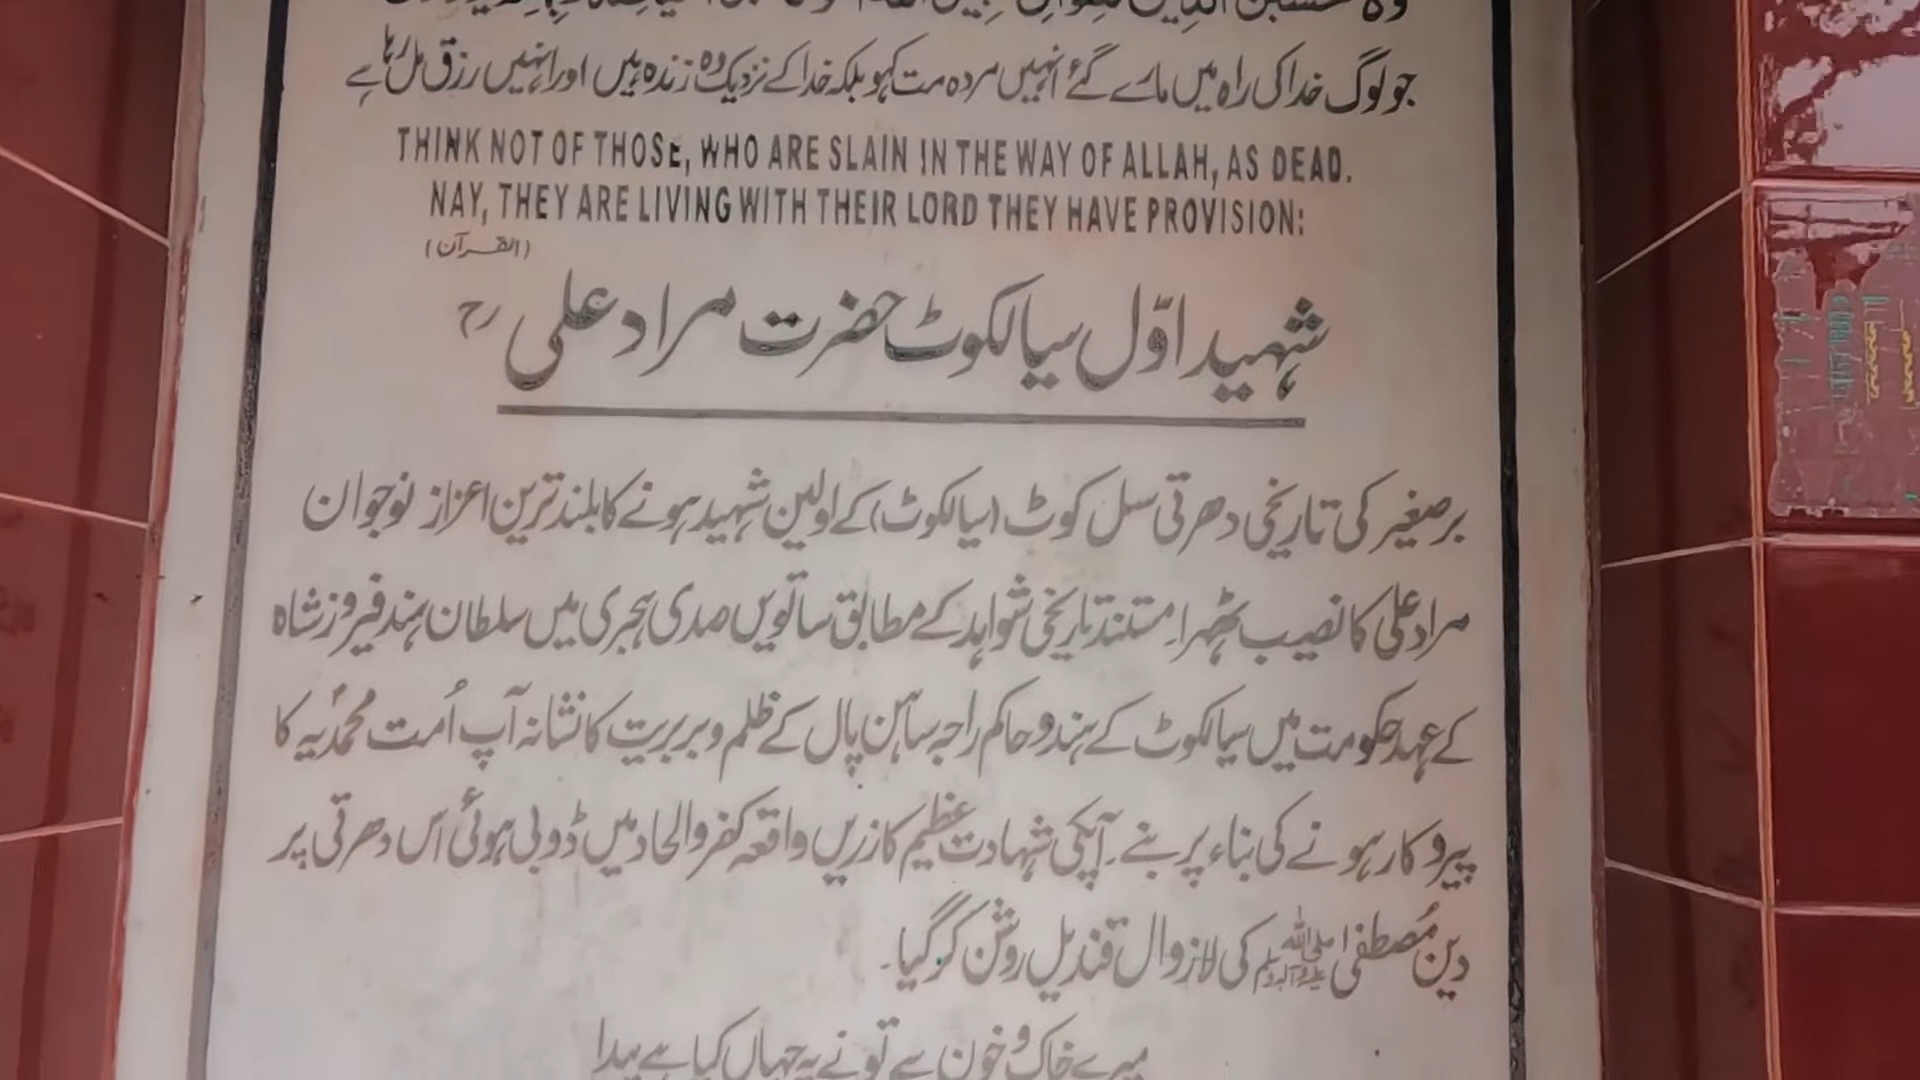 جو لوگ خدا کی راہ میں مارے گئے انہیں مردہ مت کہو بلکہ خدا کے نزدیک وہ زندہ ہیں اور انہیں رزق مل رہا ہے
THINK NOT OF THOSE, WHO ARE SLAIN IN THE WAY OF ALLAH, AS DEAD.
NAY, THEY ARE LIVING WITH THEIR LORD THEY HAVE PROVISION:
(القرآن)
شہید اوّل سیالکوٹ حضرت مراد علی رح
برصغیر کی تاریخی دھرتی سل کوٹ (سیالکوٹ) کے اولین شہید ہونے کا بلند ترین اعزاز نوجوان
مراد علی کا نصیب ٹھہرا۔ مستند تاریخی شواہد کے مطابق ساتویں صدی ہجری میں سلطان ہند فیروز شاہ
کے عہد حکومت میں سیالکوٹ کے ہندو حاکم راجہ ساہن پال کے ظلم و بربریت کا نشانہ آپ اُمت محمدؐیہ کا
پیروکار ہونے کی بناء پر بنے۔ آپکی شہادت عظیم کا زریں واقعہ کفر و الحاد میں ڈوبی ہوئی اس دھرتی پر
دین مُصطفیٰ صلی اللہ علیہ وآلہ وسلم کی لازوال قندیل روشن کر گیا۔
میرے خاک و خون سے تو نے یہ جہاں کیا ہے پیدا